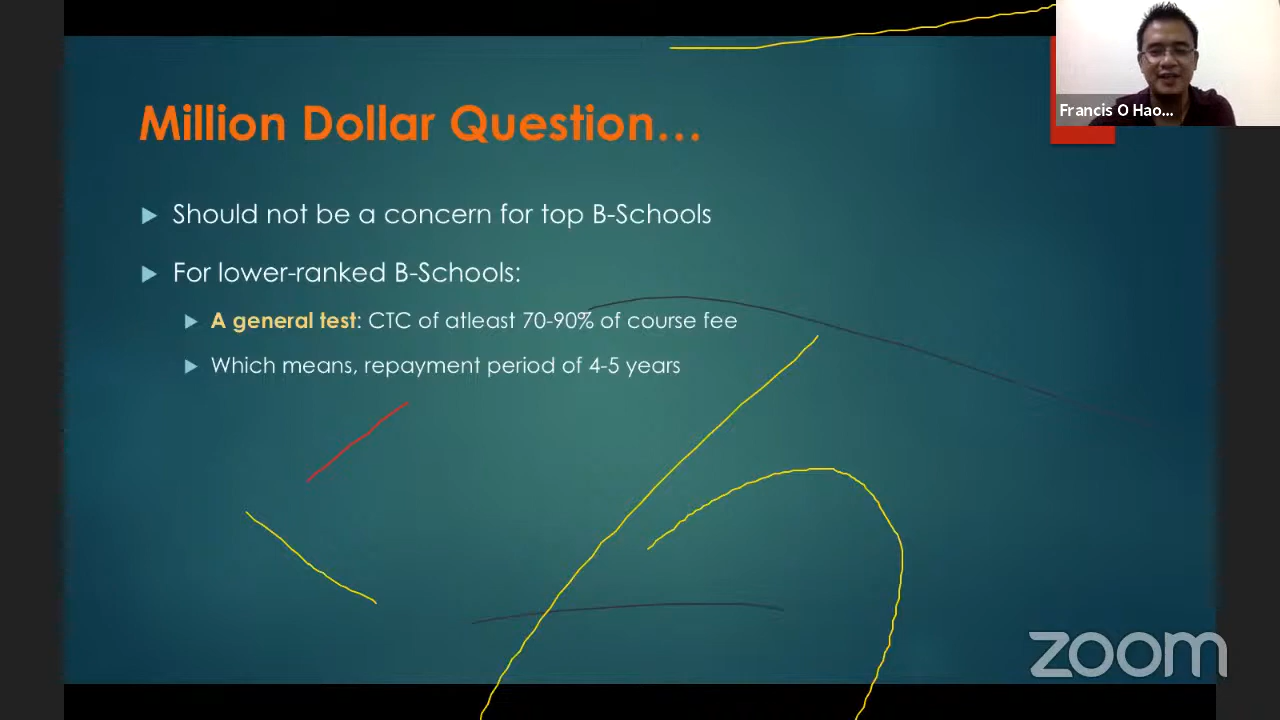 Francis O Hao...
Million Dollar Question...
Should not be a concern for top B-Schools
For lower-ranked B-Schools:
A general test: CTC of atleast 70-90% of course fee
Which means, repayment period of 4-5 years
zoom